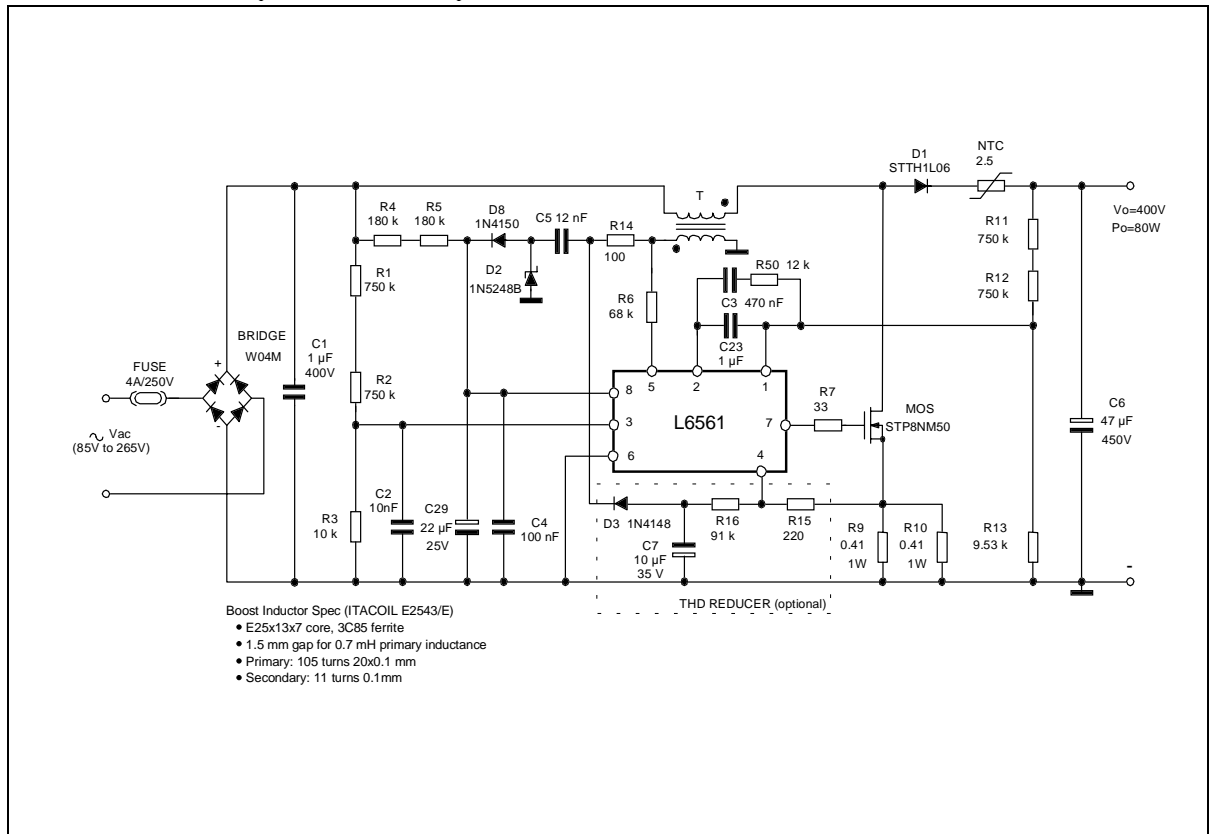 D1
STTH1L06
NTC
2.5
T
R4
180 k
R5
180 k
D8
1N4150
C5 12 nF
R14
100
Vo=400V
Po=80W
R11
750 k
R50 12 k
D2
1N5248B
R1
750 k
R12
750 k
R6
68 k
C3 470 nF
C23
1 µF
BRIDGE
W04M
C1
1 µF
400V
FUSE
4A/250V
+
-
R2
750 k
5
2
1
8
3
6
L6561
7
4
R7
33
MOS
STP8NM50
C6
47 µF
450V
Vac
(85V to 265V)
C2
10nF
C29
22 µF
25V
C4
100 nF
R3
10 k
D3 1N4148
R16
91 k
R15
220
C7
10 µF
35 V
R9
0.41
1W
R10
0.41
1W
R13
9.53 k
-
THD REDUCER (optional)
Boost Inductor Spec (ITACOIL E2543/E)
• E25x13x7 core, 3C85 ferrite
• 1.5 mm gap for 0.7 mH primary inductance
• Primary: 105 turns 20x0.1 mm
• Secondary: 11 turns 0.1mm